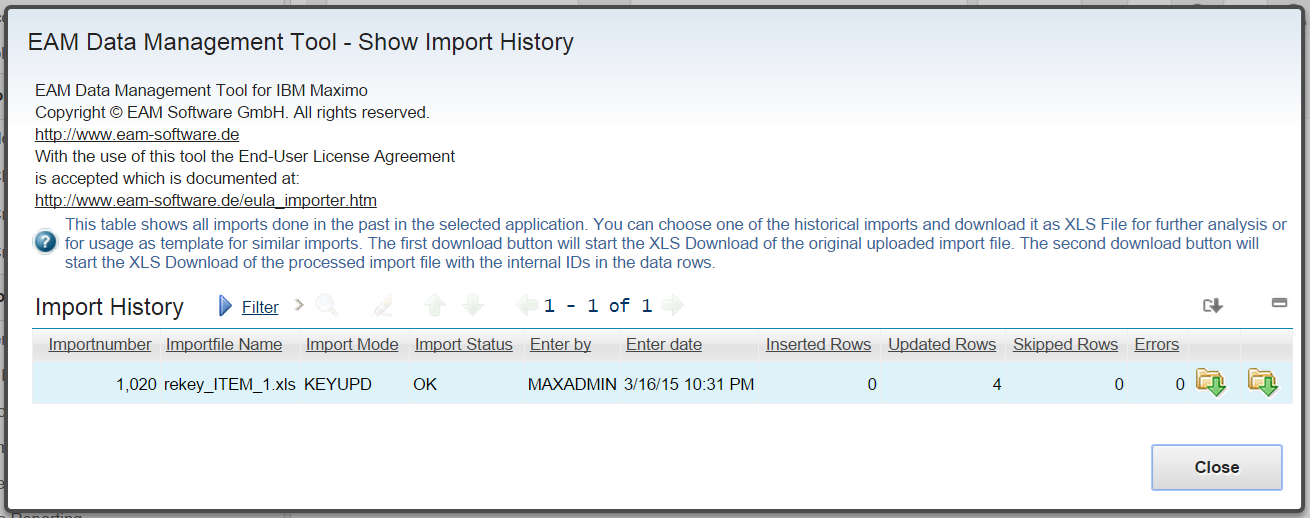 EAM Data Management Tool - Show Import History
EAM Data Management Tool for IBM Maximo
Copyright © EAM Software GmbH. All rights reserved.
http://www.eam-software.de
With the use of this tool the End-User License Agreement
is accepted which is documented at:
http://www.eam-software.de/eula_importer.htm
This table shows all imports done in the past in the selected application. You can choose one of the historical imports and download it as XLS File for further analysis or
for usage as template for similar imports. The first download button will start the XLS Download of the original uploaded import file. The second download button will
start the XLS Download of the processed import file with the internal IDs in the data rows.
Import History Filter 1 - 1 of 1
Importnumber Importfile Name Import Mode Import Status Enter by Enter date Inserted Rows Updated Rows Skipped Rows Errors
1,020 rekey_ITEM_1.xls KEYUPD OK MAXADMIN 3/16/15 10:31 PM 0 4 0 0
Close